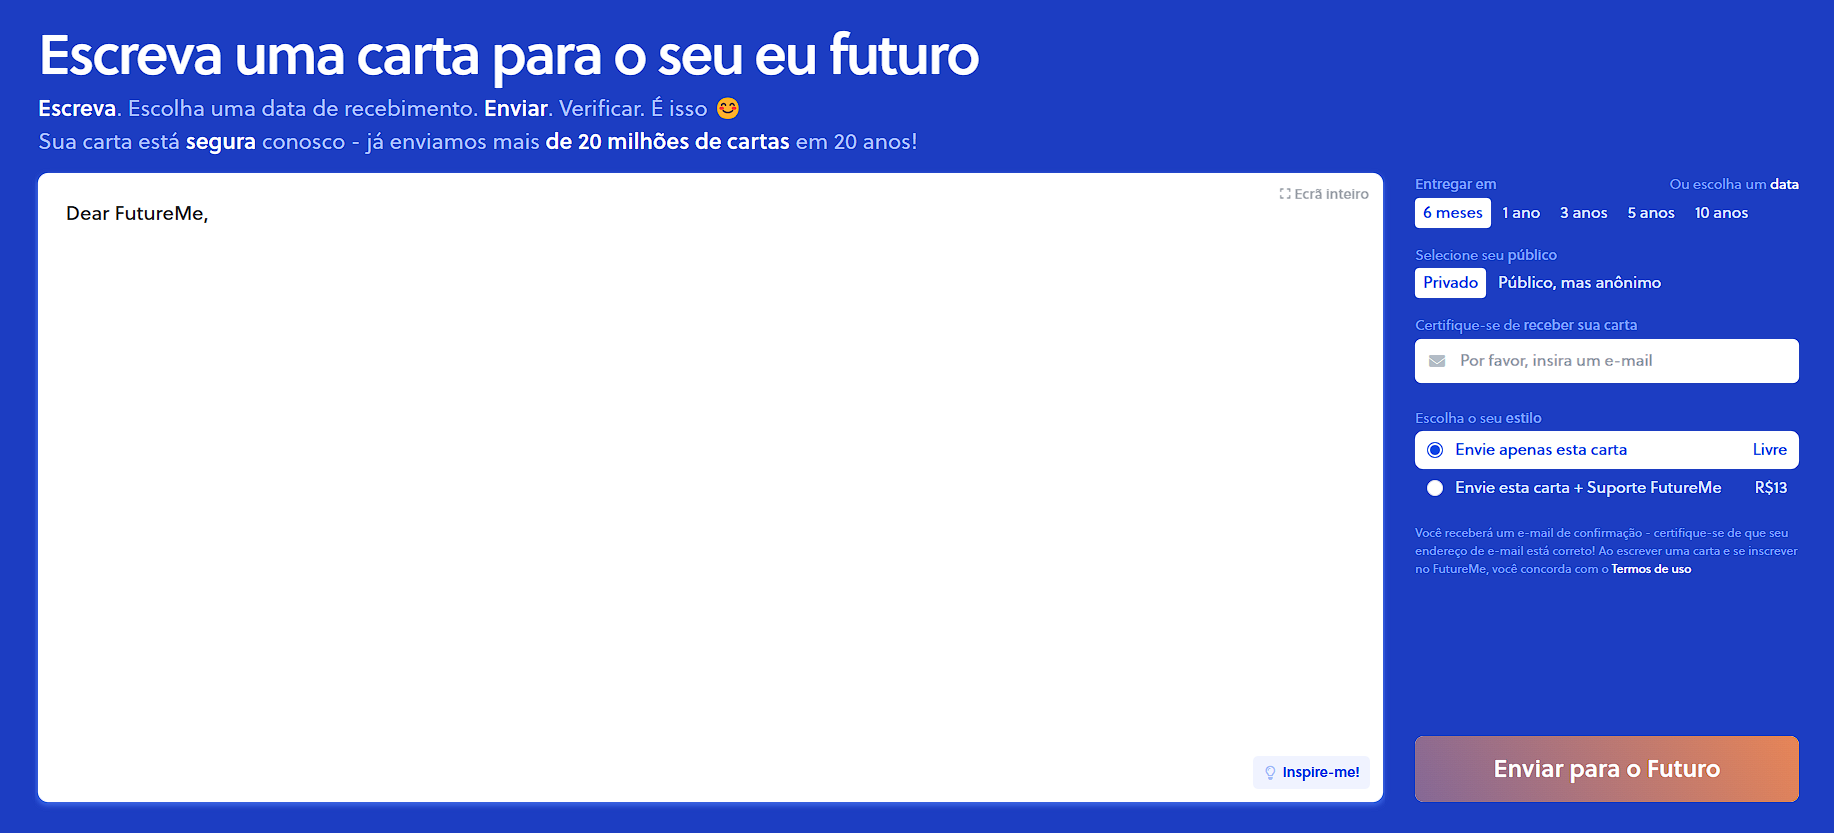 Escreva uma carta para o seu eu futuro
Escreva. Escolha uma data de recebimento. Enviar. Verificar. É isso 😊
Sua carta está segura conosco - já enviamos mais de 20 milhões de cartas em 20 anos!
Ecrã inteiro
Dear FutureMe,
Inspire-me!
Entregar em
Ou escolha um data
6 meses 1 ano 3 anos 5 anos 10 anos
Selecione seu público
Privado Público, mas anônimo
Certifique-se de receber sua carta
Por favor, insira um e-mail
Escolha o seu estilo
Envie apenas esta carta Livre
Envie esta carta + Suporte FutureMe R$13
Você receberá um e-mail de confirmação - certifique-se de que seu
endereço de e-mail está correto! Ao escrever uma carta e se inscrever
no FutureMe, você concorda com o Termos de uso
Enviar para o Futuro